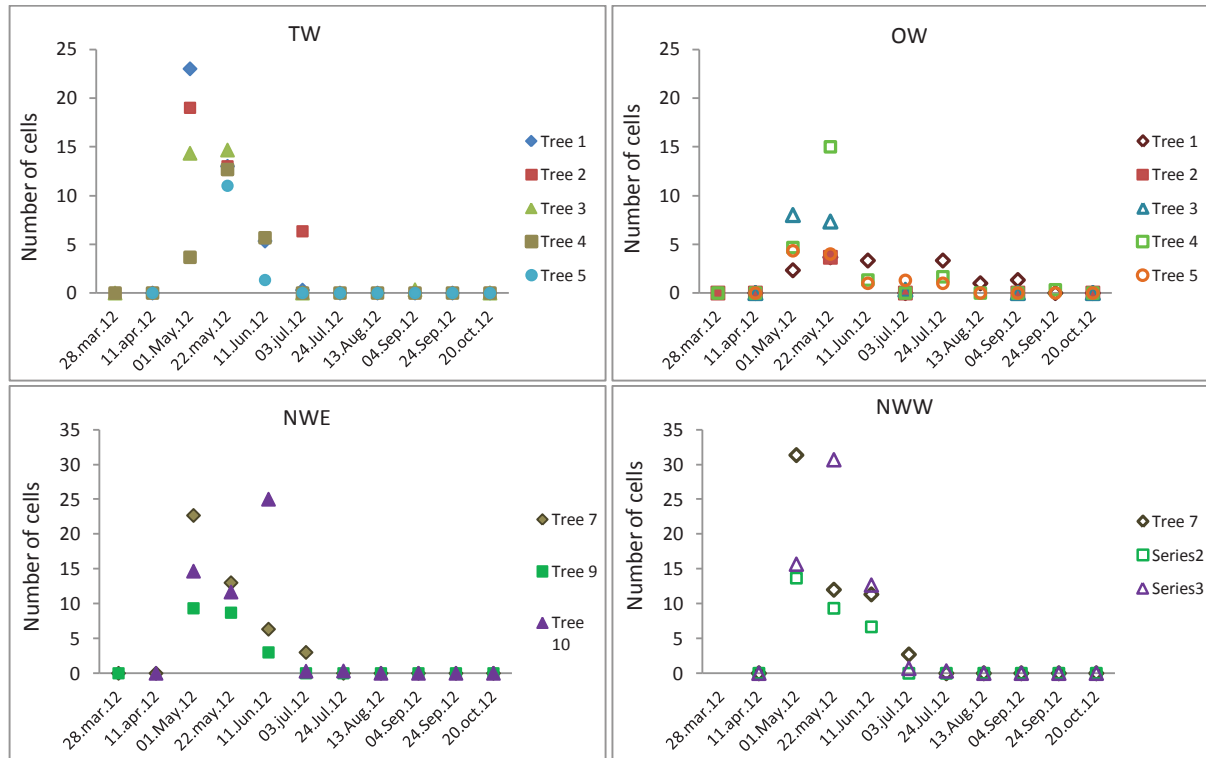 TW
25
20
15
10
5
0
Number of cells
28.mar.12
11.apr.12
01.May.12
22.may.12
11.Jun.12
03.jul.12
24.Jul.12
13.Aug.12
04.Sep.12
24.Sep.12
20.oct.12
Tree 1
Tree 2
Tree 3
Tree 4
Tree 5
OW
25
20
15
10
5
0
Number of cells
28.mar.12
11.apr.12
01.May.12
22.may.12
11.Jun.12
03.jul.12
24.Jul.12
13.Aug.12
04.Sep.12
24.Sep.12
20.oct.12
Tree 1
Tree 2
Tree 3
Tree 4
Tree 5
NWE
35
30
25
20
15
10
5
0
Number of cells
28.mar.12
11.apr.12
01.May.12
22.may.12
11.Jun.12
03.jul.12
24.Jul.12
13.Aug.12
04.Sep.12
24.Sep.12
20.oct.12
Tree 7
Tree 9
Tree
10
NWW
35
30
25
20
15
10
5
0
Number of cells
28.mar.12
11.apr.12
01.May.12
22.may.12
11.Jun.12
03.jul.12
24.Jul.12
13.Aug.12
04.Sep.12
24.Sep.12
20.oct.12
Tree 7
Series2
Series3